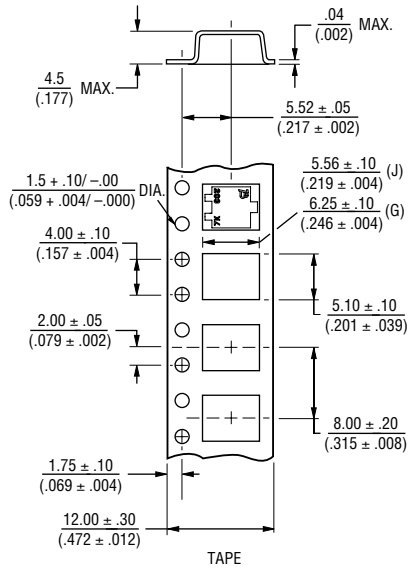 .04
(.002)
MAX.
4.5
(.177)
MAX.
5.52 ± .05
(.217 ± .002)
1.5 + .10/ –.00
(.059 + .004/ –.000)
DIA.
5.56 ± .10
(.219 ± .004)
(J)
6.25 ± .10
(.246 ± .004)
(G)
4.00 ± .10
(.157 ± .004)
5.10 ± .10
(.201 ± .039)
2.00 ± .05
(.079 ± .002)
8.00 ± .20
(.315 ± .008)
1.75 ± .10
(.069 ± .004)
12.00 ± .30
(.472 ± .012)
TAPE